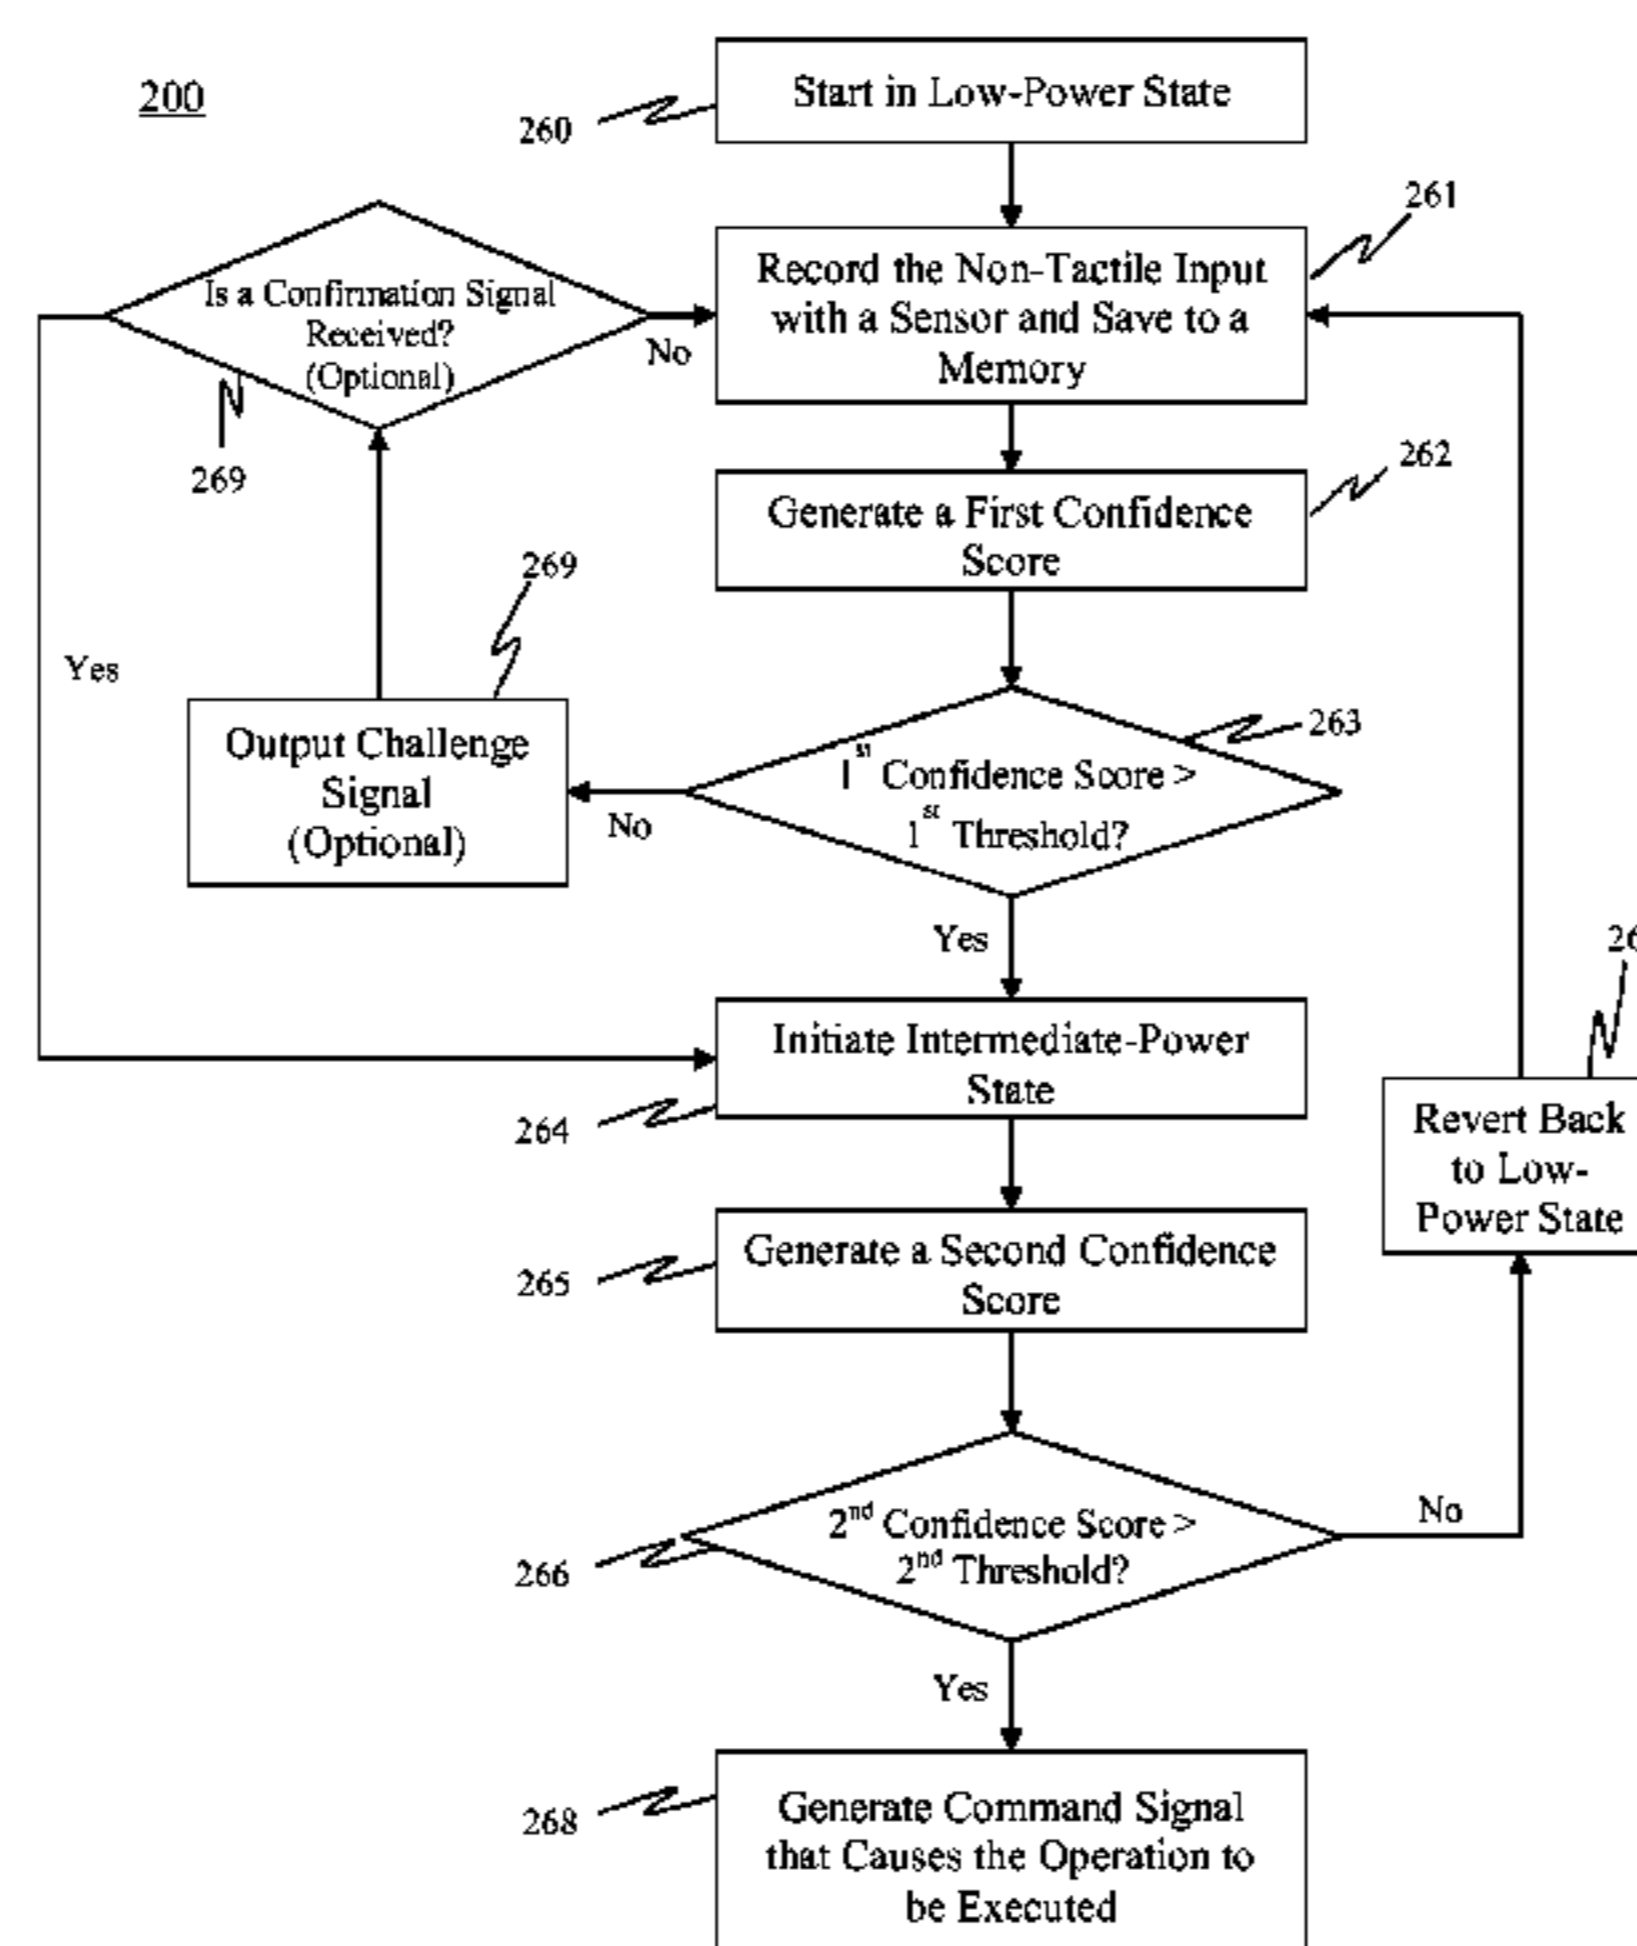 200
Start in Low-Power State
260
261
Record the Non-Tactile Input
with a Sensor and Save to a
Memory
Is a Confirmation Signal
Received?
(Optional)
No
269
262
Generate a First Confidence
Score
269
Yes
Output Challenge
Signal
(Optional)
263
1st Confidence Score >
1st Threshold?
No
Yes
26
Initiate Intermediate-Power
State
264
Revert Back
to Low-
Power State
Generate a Second Confidence
Score
265
2nd Confidence Score >
2nd Threshold?
No
266
Yes
Generate Command Signal
that Causes the Operation to
be Executed
268